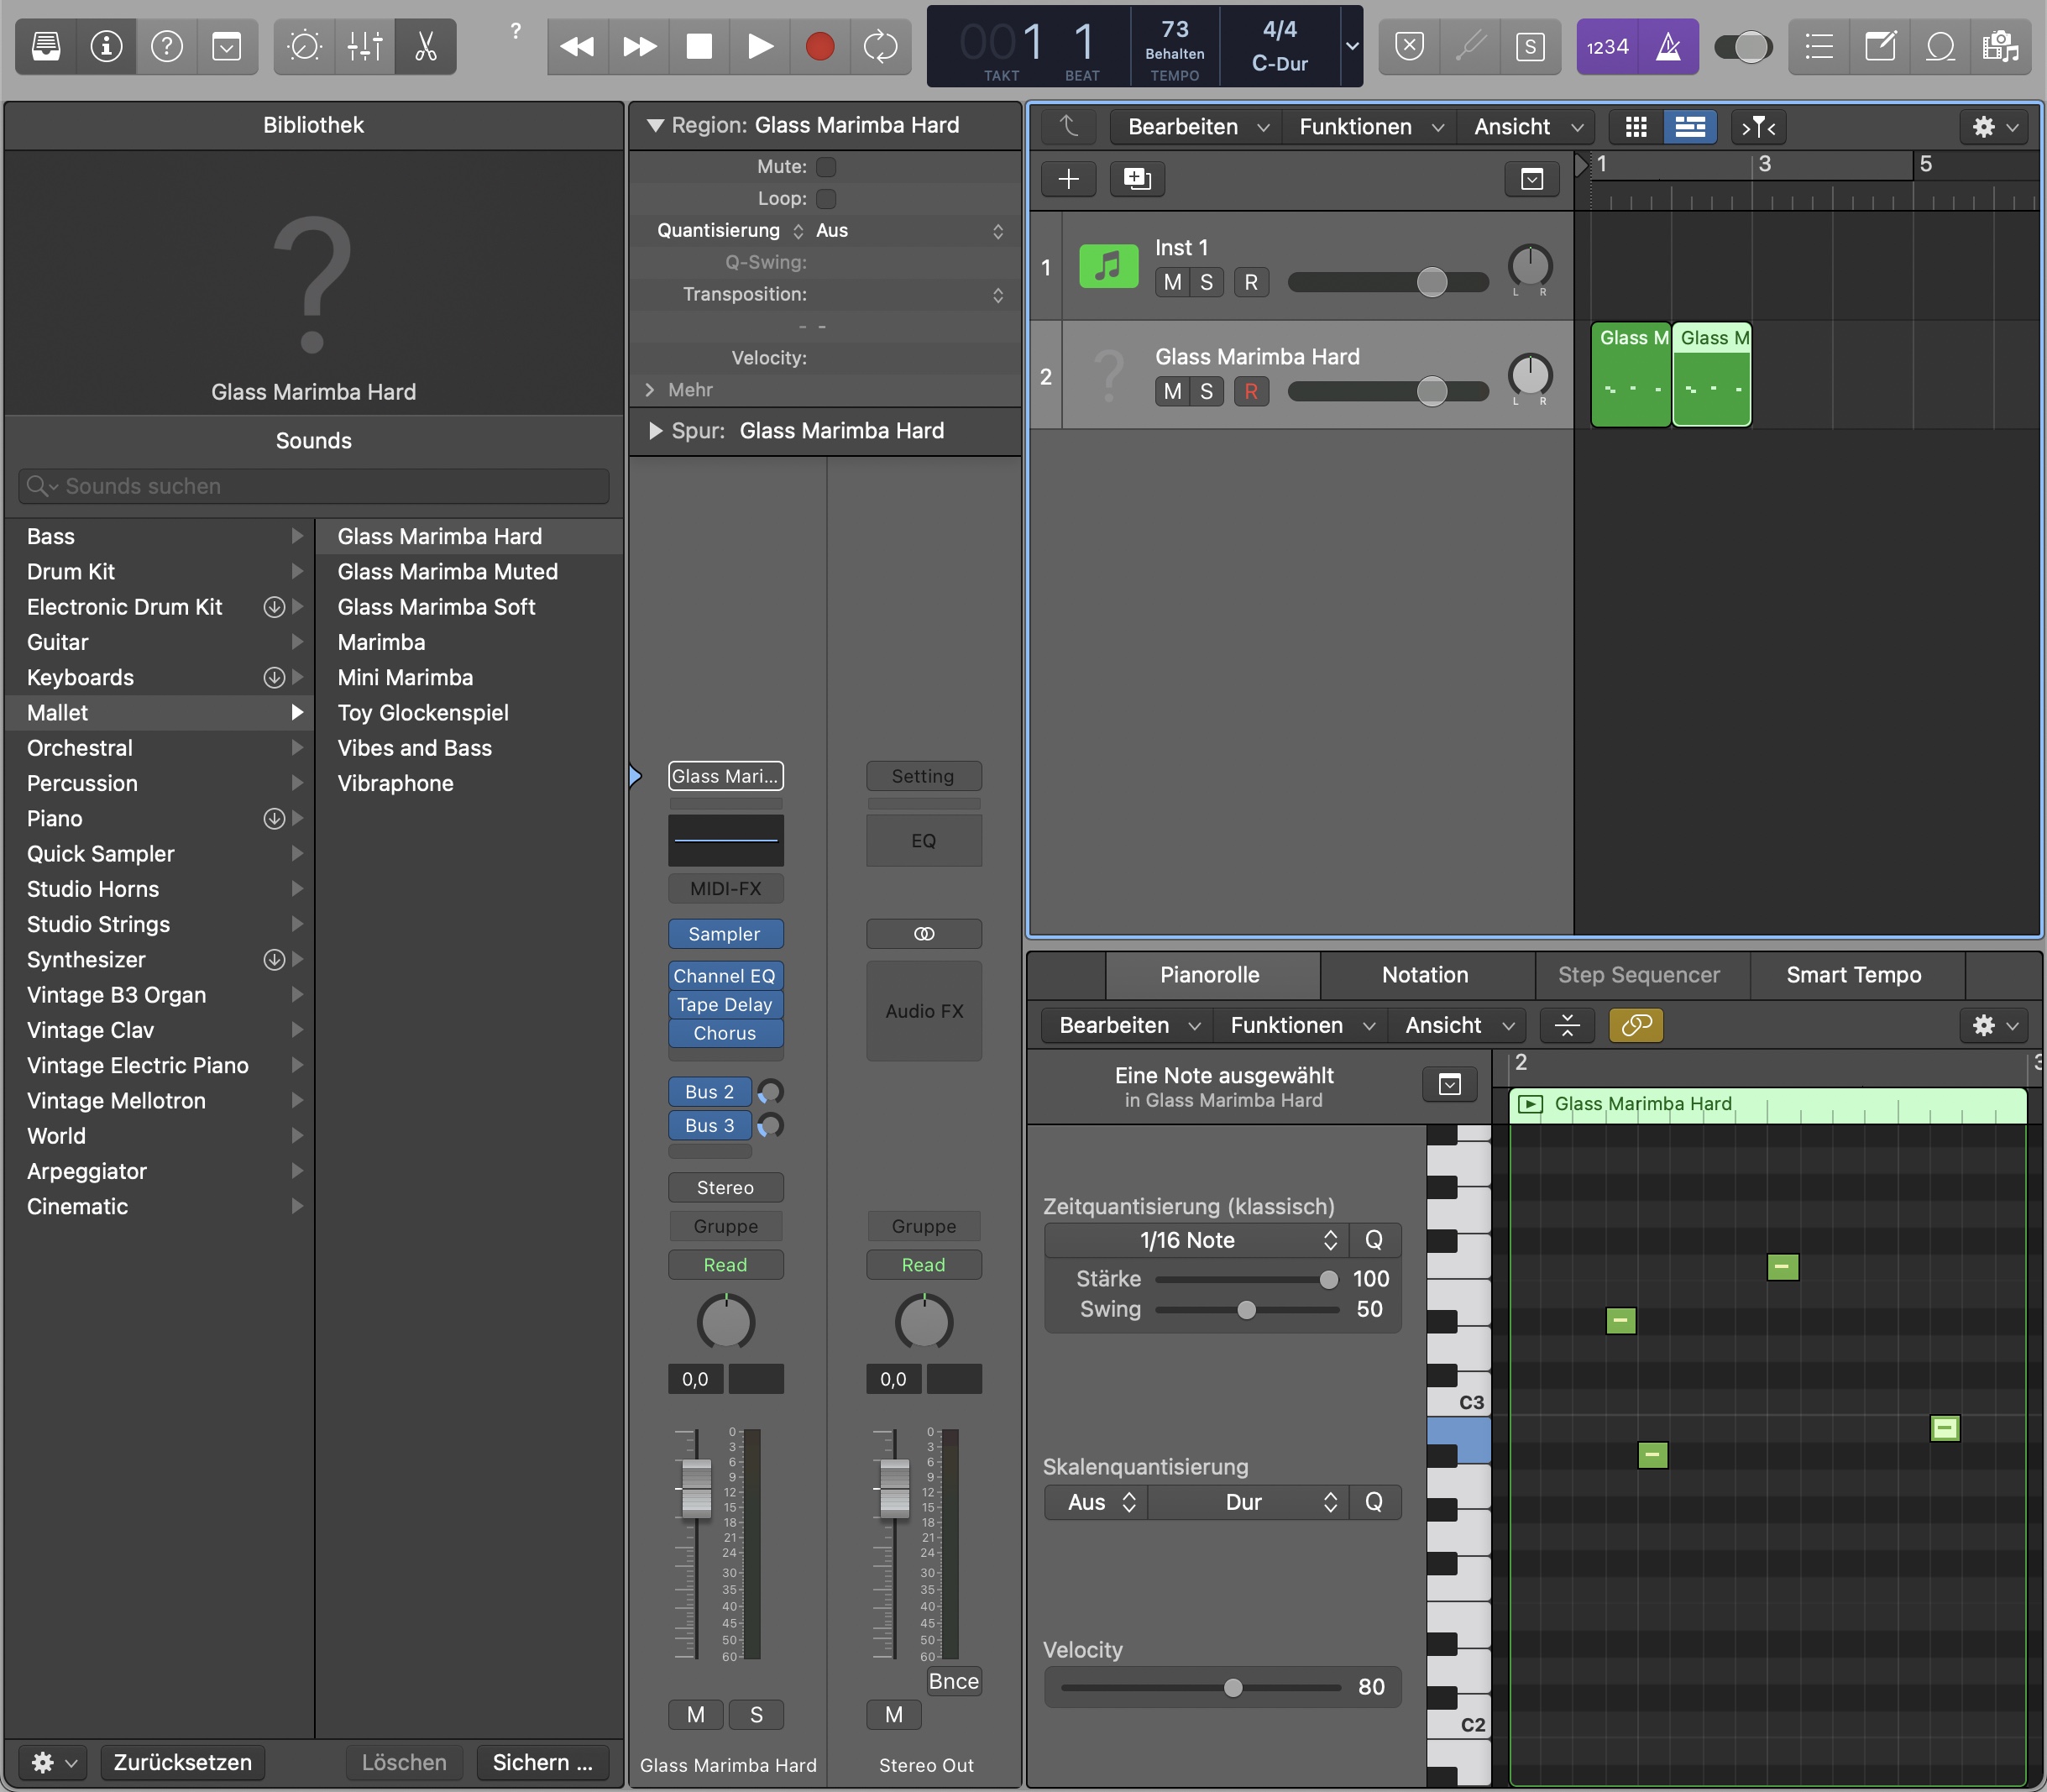 ?
001 1
TAKT BEAT
73
Behalten
TEMPO
4/4
C-Dur
S
1234
Bibliothek
?
Glass Marimba Hard
Sounds
Sounds suchen
Bass
Drum Kit
Electronic Drum Kit
Guitar
Keyboards
Mallet
Orchestral
Percussion
Piano
Quick Sampler
Studio Horns
Studio Strings
Synthesizer
Vintage B3 Organ
Vintage Clav
Vintage Electric Piano
Vintage Mellotron
World
Arpeggiator
Cinematic
Glass Marimba Hard
Glass Marimba Muted
Glass Marimba Soft
Marimba
Mini Marimba
Toy Glockenspiel
Vibes and Bass
Vibraphone
Zurücksetzen
Löschen
Sichern ...
Region: Glass Marimba Hard
Mute:
Loop:
Quantisierung Aus
Q-Swing:
Transposition:
- -
Velocity:
Mehr
Spur: Glass Marimba Hard
Glass Mari...
MIDI-FX
Sampler
Channel EQ
Tape Delay
Chorus
Bus 2
Bus 3
Stereo
Gruppe
Read
0,0
0
3
6
9
12
15
18
21
24
30
35
40
45
50
60
M S
Glass Marimba Hard
Setting
EQ
Audio FX
Gruppe
Read
0,0
0
3
6
9
12
15
18
21
24
30
35
40
45
50
60
Bnce
M
Stereo Out
Bearbeiten Funktionen Ansicht
1 3 5
1
Inst 1
M S R
L R
2
?
Glass Marimba Hard
M S R
L R
Glass M
Glass M
Pianorolle Notation Step Sequencer Smart Tempo
Bearbeiten Funktionen Ansicht
Eine Note ausgewählt
in Glass Marimba Hard
2 3
Glass Marimba Hard
Zeitquantisierung (klassisch)
1/16 Note Q
Stärke 100
Swing 50
Skalenquantisierung
Aus Dur Q
Velocity
80
C3
C2